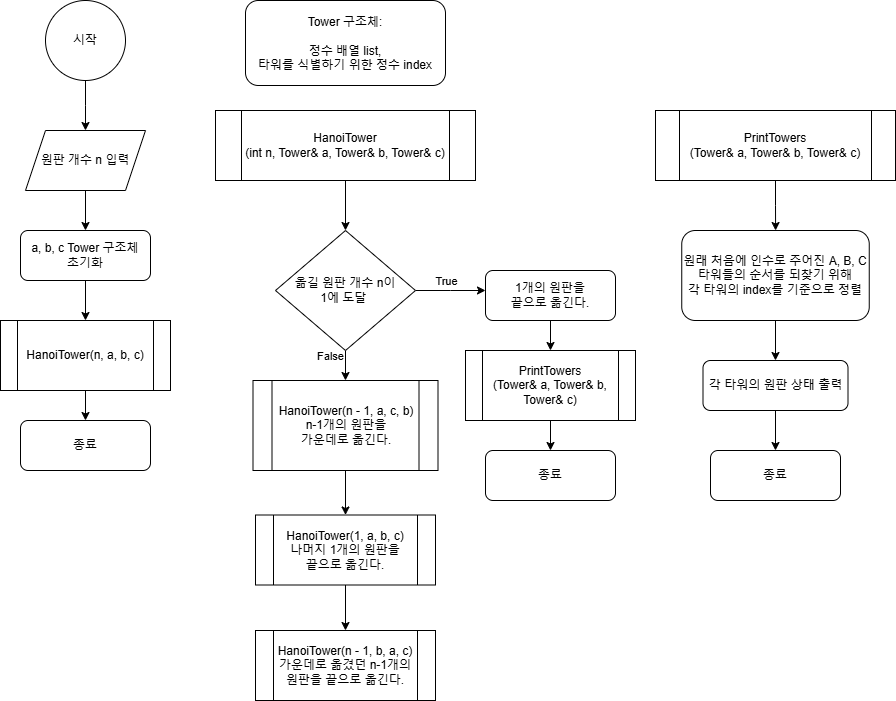 시작
원판 개수 n 입력
a, b, c Tower 구조체
초기화
HanoiTower(n, a, b, c)
종료
Tower 구조체:
정수 배열 list,
타워를 식별하기 위한 정수 index
HanoiTower
(int n, Tower& a, Tower& b, Tower& c)
옮길 원판 개수 n이
1에 도달
True
False
1개의 원판을
끝으로 옮긴다.
PrintTowers
(Tower& a, Tower& b,
Tower& c)
종료
HanoiTower(n - 1, a, c, b)
n-1개의 원판을
가운데로 옮긴다.
HanoiTower(1, a, b, c)
나머지 1개의 원판을
끝으로 옮긴다.
HanoiTower(n - 1, b, a, c)
가운데로 옮겼던 n-1개의
원판을 끝으로 옮긴다.
PrintTowers
(Tower& a, Tower& b, Tower& c)
원래 처음에 인수로 주어진 A, B, C
타워들의 순서를 되찾기 위해
각 타워의 index를 기준으로 정렬
각 타워의 원판 상태 출력
종료